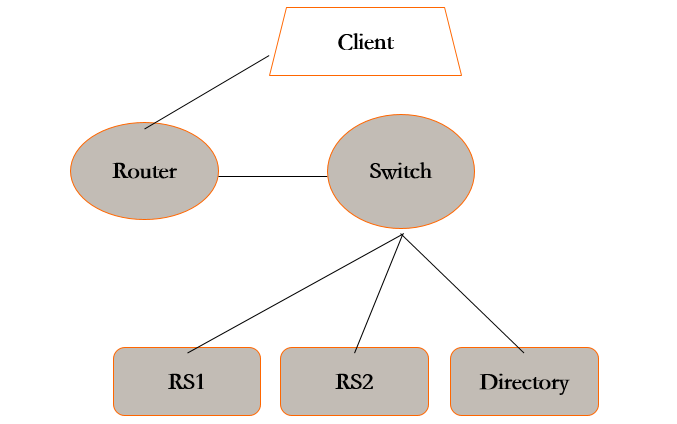 Client
Router
Switch
RS1
RS2
Directory